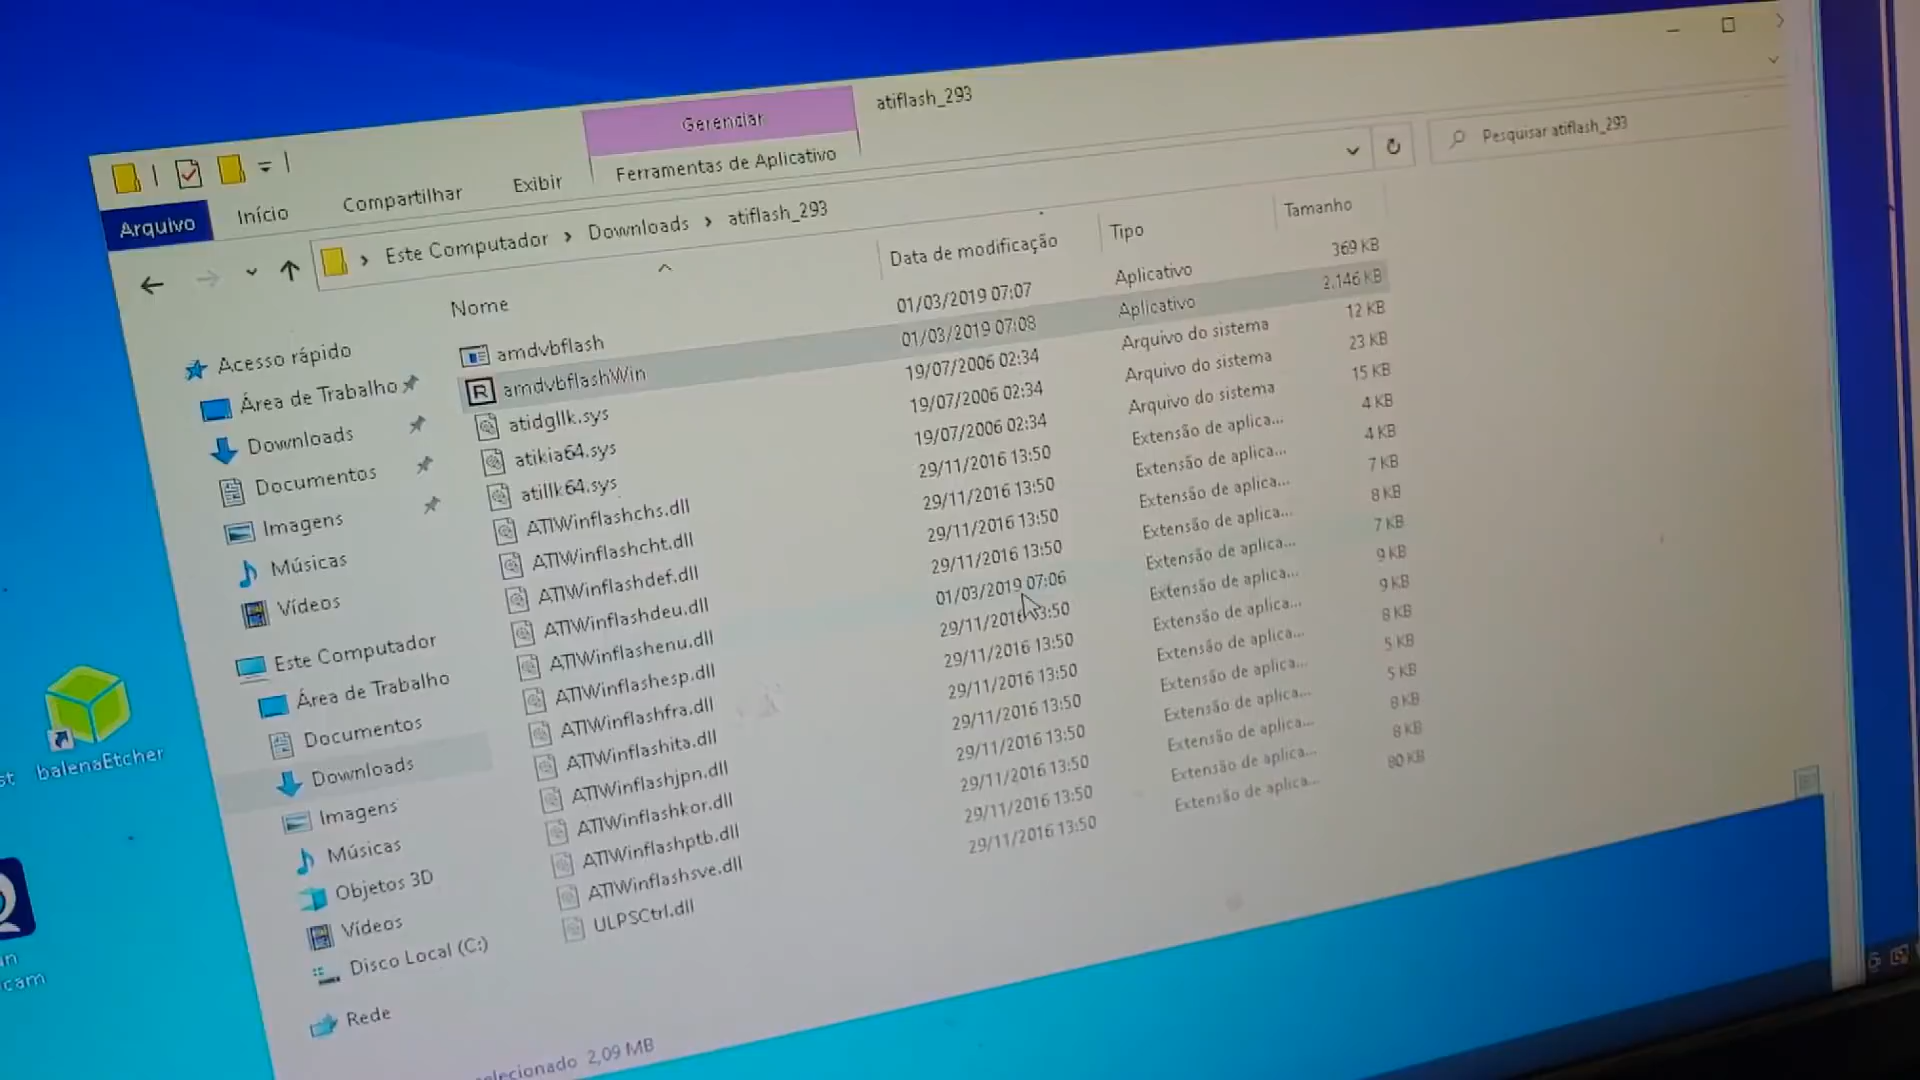 Gerenciar
atiflash_293
Arquivo
Início
Compartilhar
Exibir
Ferramentas de Aplicativo
Este Computador
Downloads
atiflash_293
Pesquisar atiflash_293
Nome
Data de modificação
Tipo
Tamanho
amdvbflash 01/03/2019 07:07 Aplicativo 369 KB
amdvbflashWin 01/03/2019 07:08 Aplicativo 2.146 KB
atidgllk.sys 19/07/2006 02:34 Arquivo do sistema 12 KB
atikia64.sys 19/07/2006 02:34 Arquivo do sistema 23 KB
atillk64.sys 19/07/2006 02:34 Arquivo do sistema 15 KB
ATIWinflashchs.dll 29/11/2016 13:50 Extensão de aplica... 4 KB
ATIWinflashcht.dll 29/11/2016 13:50 Extensão de aplica... 4 KB
ATIWinflashdef.dll 29/11/2016 13:50 Extensão de aplica... 7 KB
ATIWinflashdeu.dll 29/11/2016 13:50 Extensão de aplica... 8 KB
ATIWinflashenu.dll 01/03/2019 07:06 Extensão de aplica... 7 KB
ATIWinflashesp.dll 29/11/2016 13:50 Extensão de aplica... 9 KB
ATIWinflashfra.dll 29/11/2016 13:50 Extensão de aplica... 9 KB
ATIWinflashita.dll 29/11/2016 13:50 Extensão de aplica... 8 KB
ATIWinflashjpn.dll 29/11/2016 13:50 Extensão de aplica... 5 KB
ATIWinflashkor.dll 29/11/2016 13:50 Extensão de aplica... 5 KB
ATIWinflashptb.dll 29/11/2016 13:50 Extensão de aplica... 8 KB
ATIWinflashsve.dll 29/11/2016 13:50 Extensão de aplica... 8 KB
ULPSCtrl.dll 29/11/2016 13:50 Extensão de aplica... 80 KB
Acesso rápido
Área de Trabalho
Downloads
Documentos
Imagens
Músicas
Vídeos
Este Computador
Área de Trabalho
Documentos
Downloads
Imagens
Músicas
Objetos 3D
Vídeos
Disco Local (C:)
Rede
elecionado 2,09 MB
balenaEtcher
st
in
cam